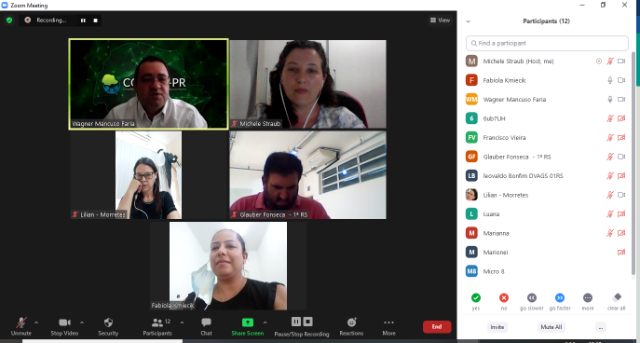 Zoom Meeting
Recording...
View
CO -PR
Wagner Mancuso Faria
Michele Straub
Lilian - Morretes
Glauber Fonseca - 1ª RS
Fabiola Kmiecik
Unmute
Stop Video
Security
12
Participants
Chat
Share Screen
Pause/Stop Recording
Reactions
More
End
Participants (12)
Find a participant
M Michele Straub (Host, me)
F Fabiola Kmiecik
WM Wagner Mancuso Faria
6 6ubTUH
FV Francisco Vieira
GF Glauber Fonseca - 1ª RS
LB leovaldo Bonfim DVAGS 01RS
Lilian - Morretes
L Luana
M Marianna
M Marionel
MB Micro 8
yes
no
go slower
go faster
more
clear all
Invite
Mute All
...